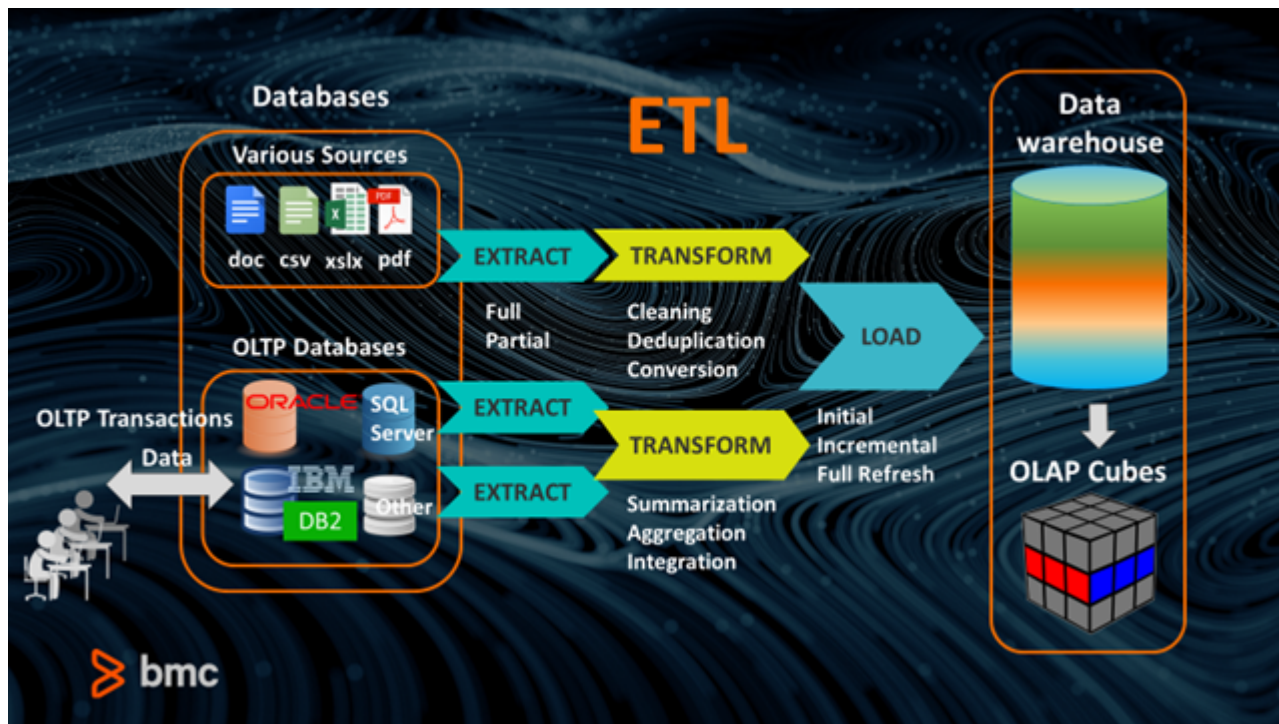 Databases
ETL
Data
warehouse
Various Sources
PDF
X
doc csv xslx pdf
EXTRACT
TRANSFORM
Full
Partial
Cleaning
Deduplication
Conversion
LOAD
OLTP Databases
ORACLE
SQL
Server
OLTP Transactions
Data
IBM
DB2
Other
EXTRACT
EXTRACT
TRANSFORM
Summarization
Aggregation
Integration
Initial
Incremental
Full Refresh
OLAP Cubes
bmc